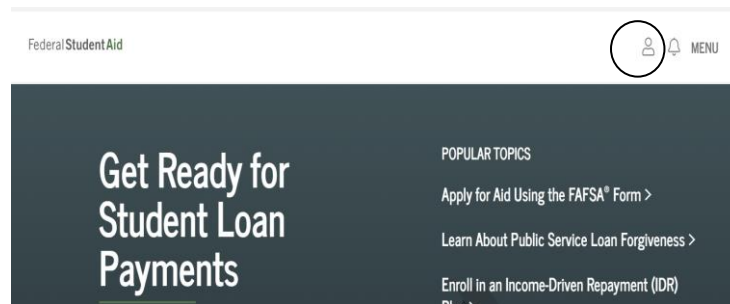 Federal Student Aid
MENU
Get Ready for
Student Loan
Payments
POPULAR TOPICS
Apply for Aid Using the FAFSA® Form >
Learn About Public Service Loan Forgiveness >
Enroll in an Income-Driven Repayment (IDR)